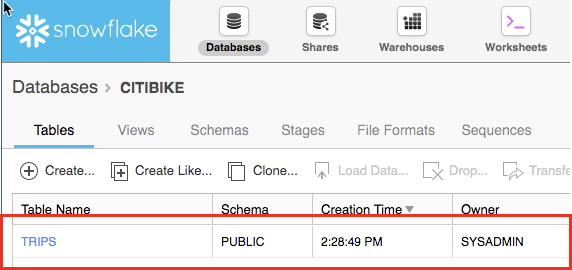 snowflake
Databases Shares Warehouses Worksheets
Databases > CITIBIKE
Tables Views Schemas Stages File Formats Sequences
Create... Create Like... Clone... Load Data... Drop... Transfe
Table Name Schema Creation Time Owner
TRIPS PUBLIC 2:28:49 PM SYSADMIN